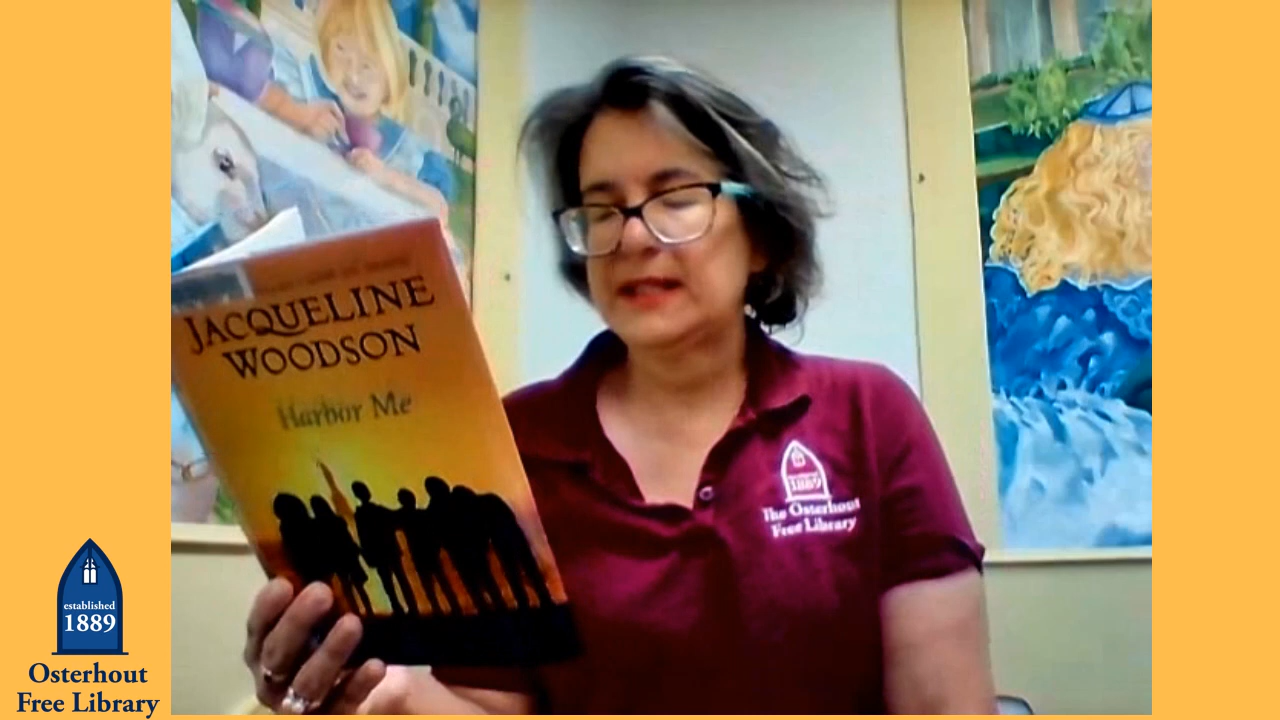 JACQUELINE
WOODSON
Harbor Me
1889
The Osterhout
Free Library
established
1889
Osterhout
Free Library